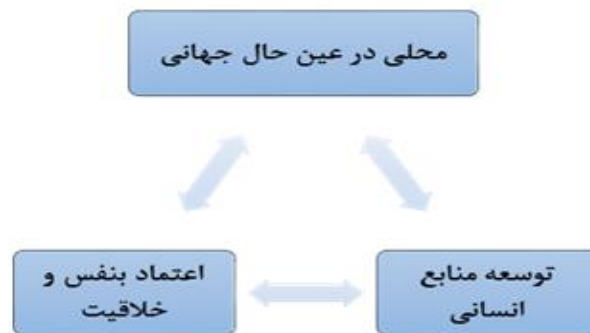 محلی در عین حال جهانی
توسعه منابع
انسانی
اعتماد بنفس و
خلاقیت